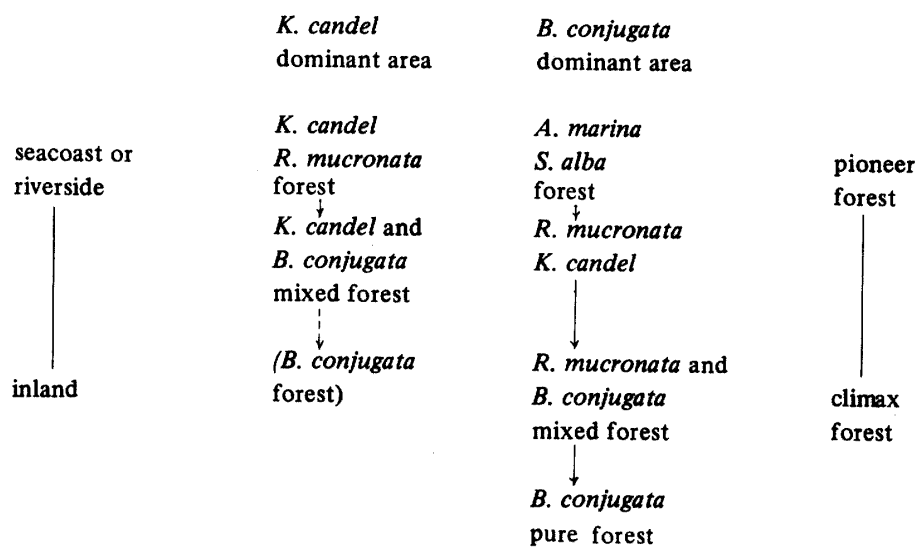 K. candel
dominant area
B. conjugata
dominant area
seacoast or
riverside
inland
K. candel
R. mucronata
forest
K. candel and
B. conjugata
mixed forest
(B. conjugata
forest)
A. marina
S. alba
forest
R. mucronata
K. candel
R. mucronata and
B. conjugata
mixed forest
B. conjugata
pure forest
pioneer
forest
climax
forest